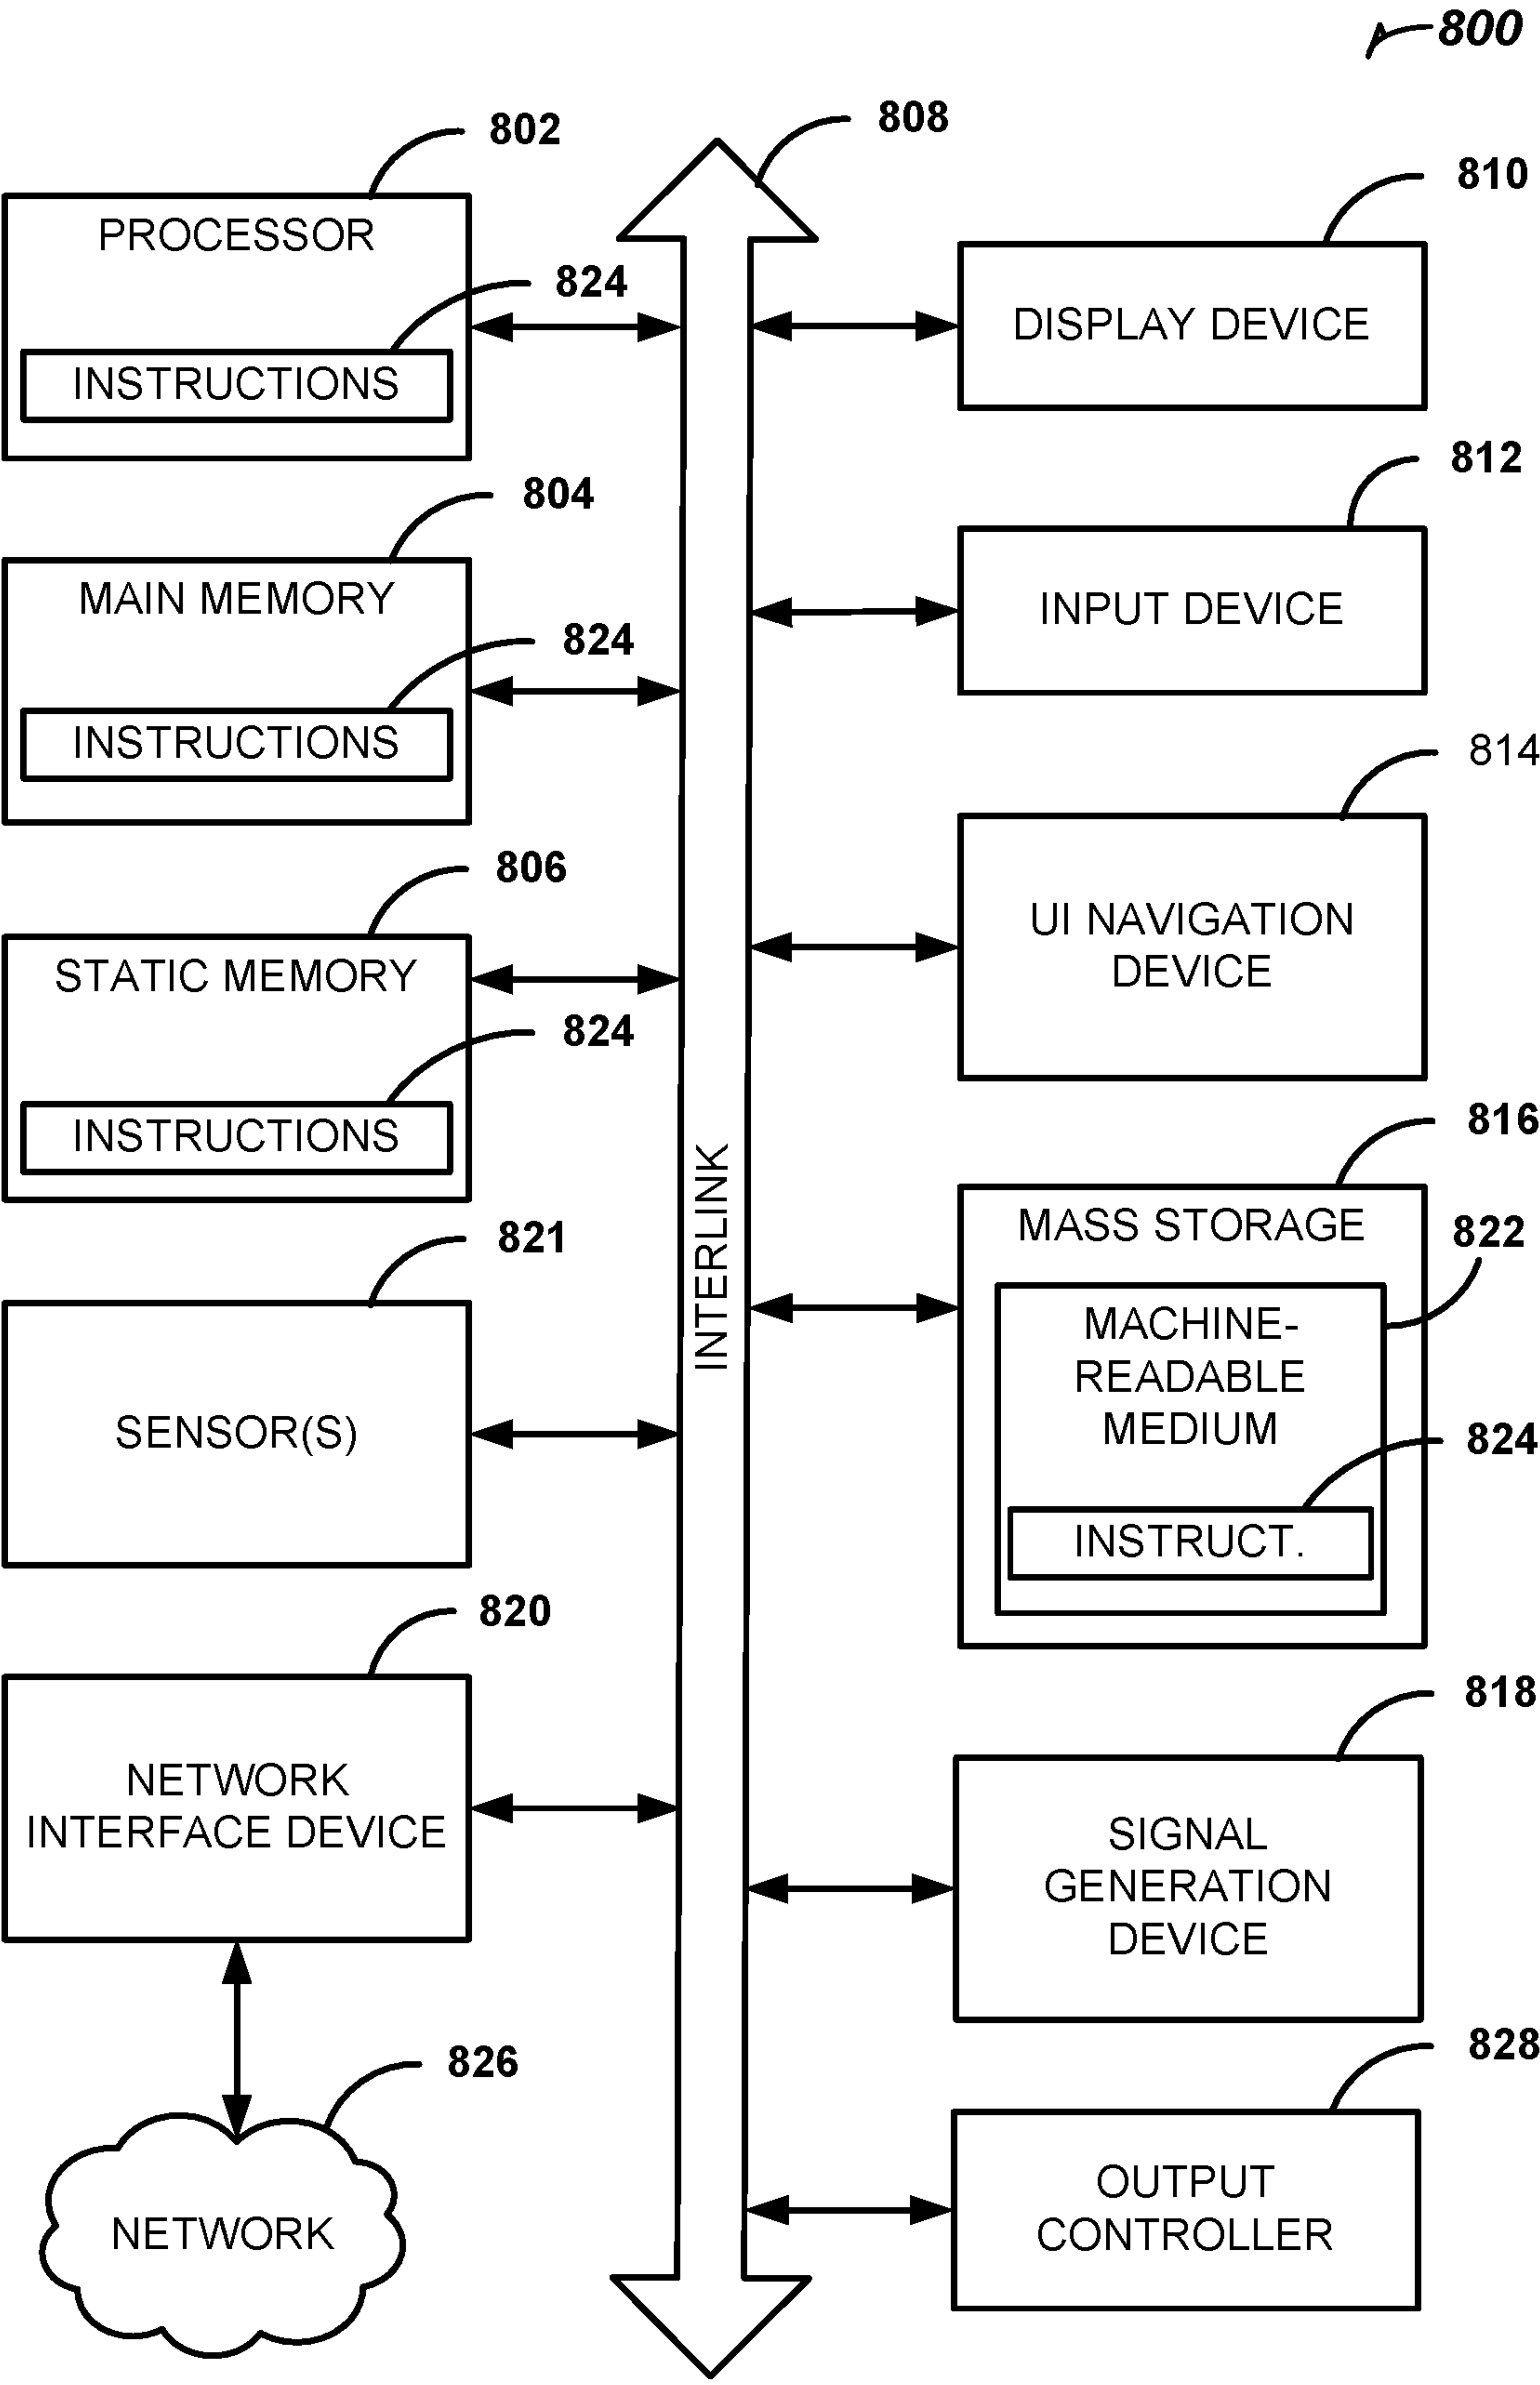 800
802
PROCESSOR
824
INSTRUCTIONS
804
MAIN MEMORY
824
INSTRUCTIONS
806
STATIC MEMORY
824
INSTRUCTIONS
821
SENSOR(S)
820
NETWORK
INTERFACE DEVICE
826
NETWORK
808
INTERLINK
810
DISPLAY DEVICE
812
INPUT DEVICE
814
UI NAVIGATION
DEVICE
816
MASS STORAGE
822
MACHINE-
READABLE
MEDIUM
824
INSTRUCT.
818
SIGNAL
GENERATION
DEVICE
828
OUTPUT
CONTROLLER